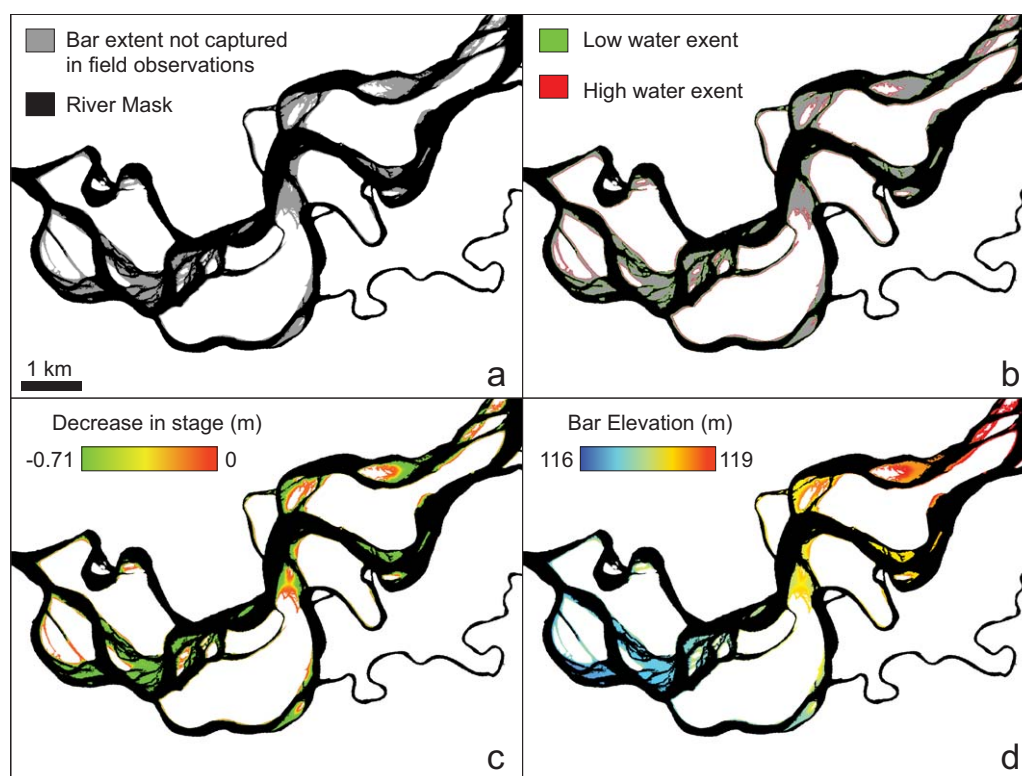 Bar extent not captured
in field observations
River Mask
1 km
a
Low water exent
High water exent
b
Decrease in stage (m)
-0.71
0
c
Bar Elevation (m)
116
119
d